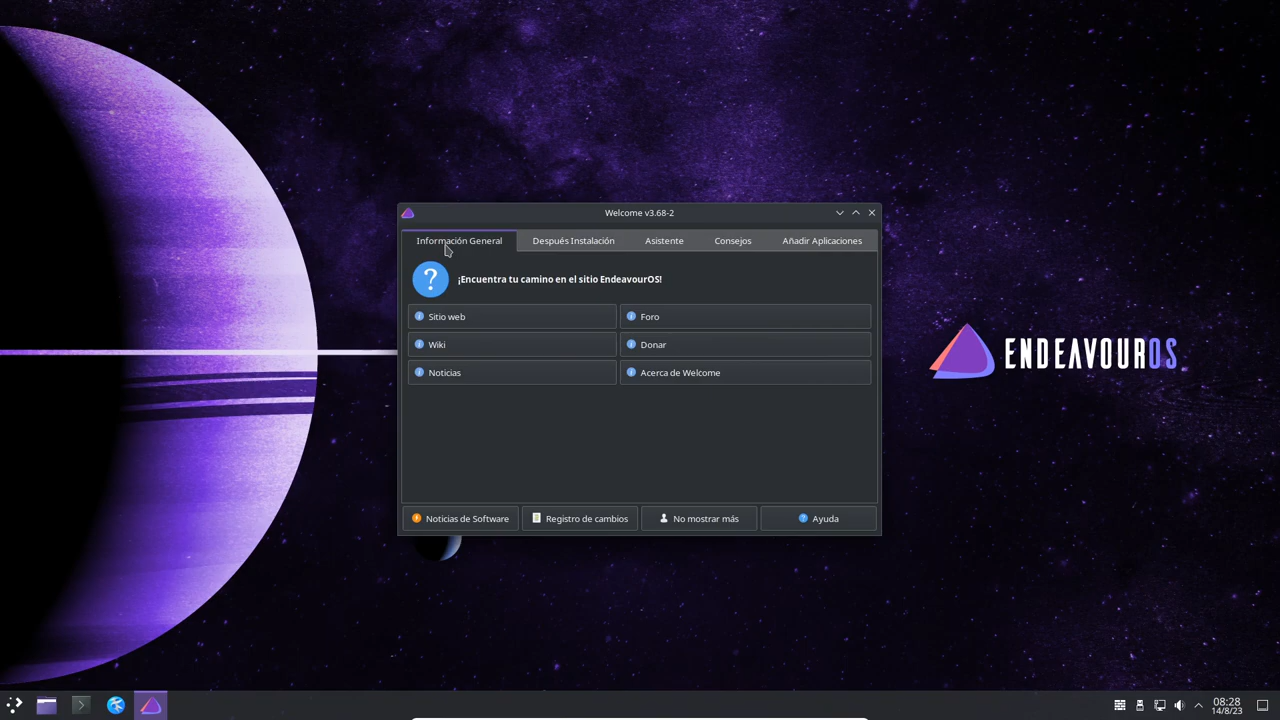 Welcome v3.68-2
Información General
Después Instalación
Asistente
Consejos
Añadir Aplicaciones
¡Encuentra tu camino en el sitio EndeavourOS!
Sitio web
Foro
Wiki
Donar
Noticias
Acerca de Welcome
ENDEAVOUROS
Noticias de Software
Registro de cambios
No mostrar más
Ayuda
08:28
14/8/23